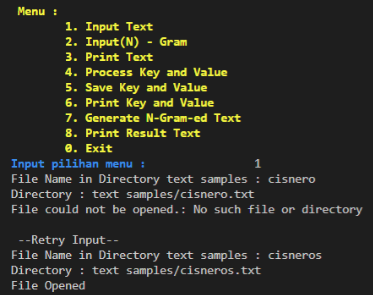 Menu :
1. Input Text
2. Input(N) - Gram
3. Print Text
4. Process Key and Value
5. Save Key and Value
6. Print Key and Value
7. Generate N-Gram-ed Text
8. Print Result Text
0. Exit
Input pilihan menu : 1
File Name in Directory text samples : cisnero
Directory : text samples/cisnero.txt
File could not be opened.: No such file or directory
--Retry Input--
File Name in Directory text samples : cisneros
Directory : text samples/cisneros.txt
File Opened